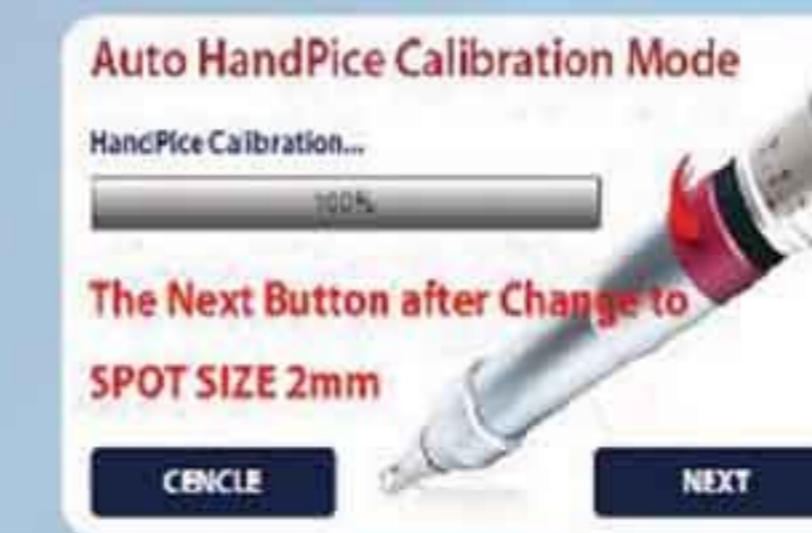 Auto HandPice Calibration Mode
HandPice Calibration...
100%
The Next Button after Change to
SPOT SIZE 2mm
CENCLE
NEXT